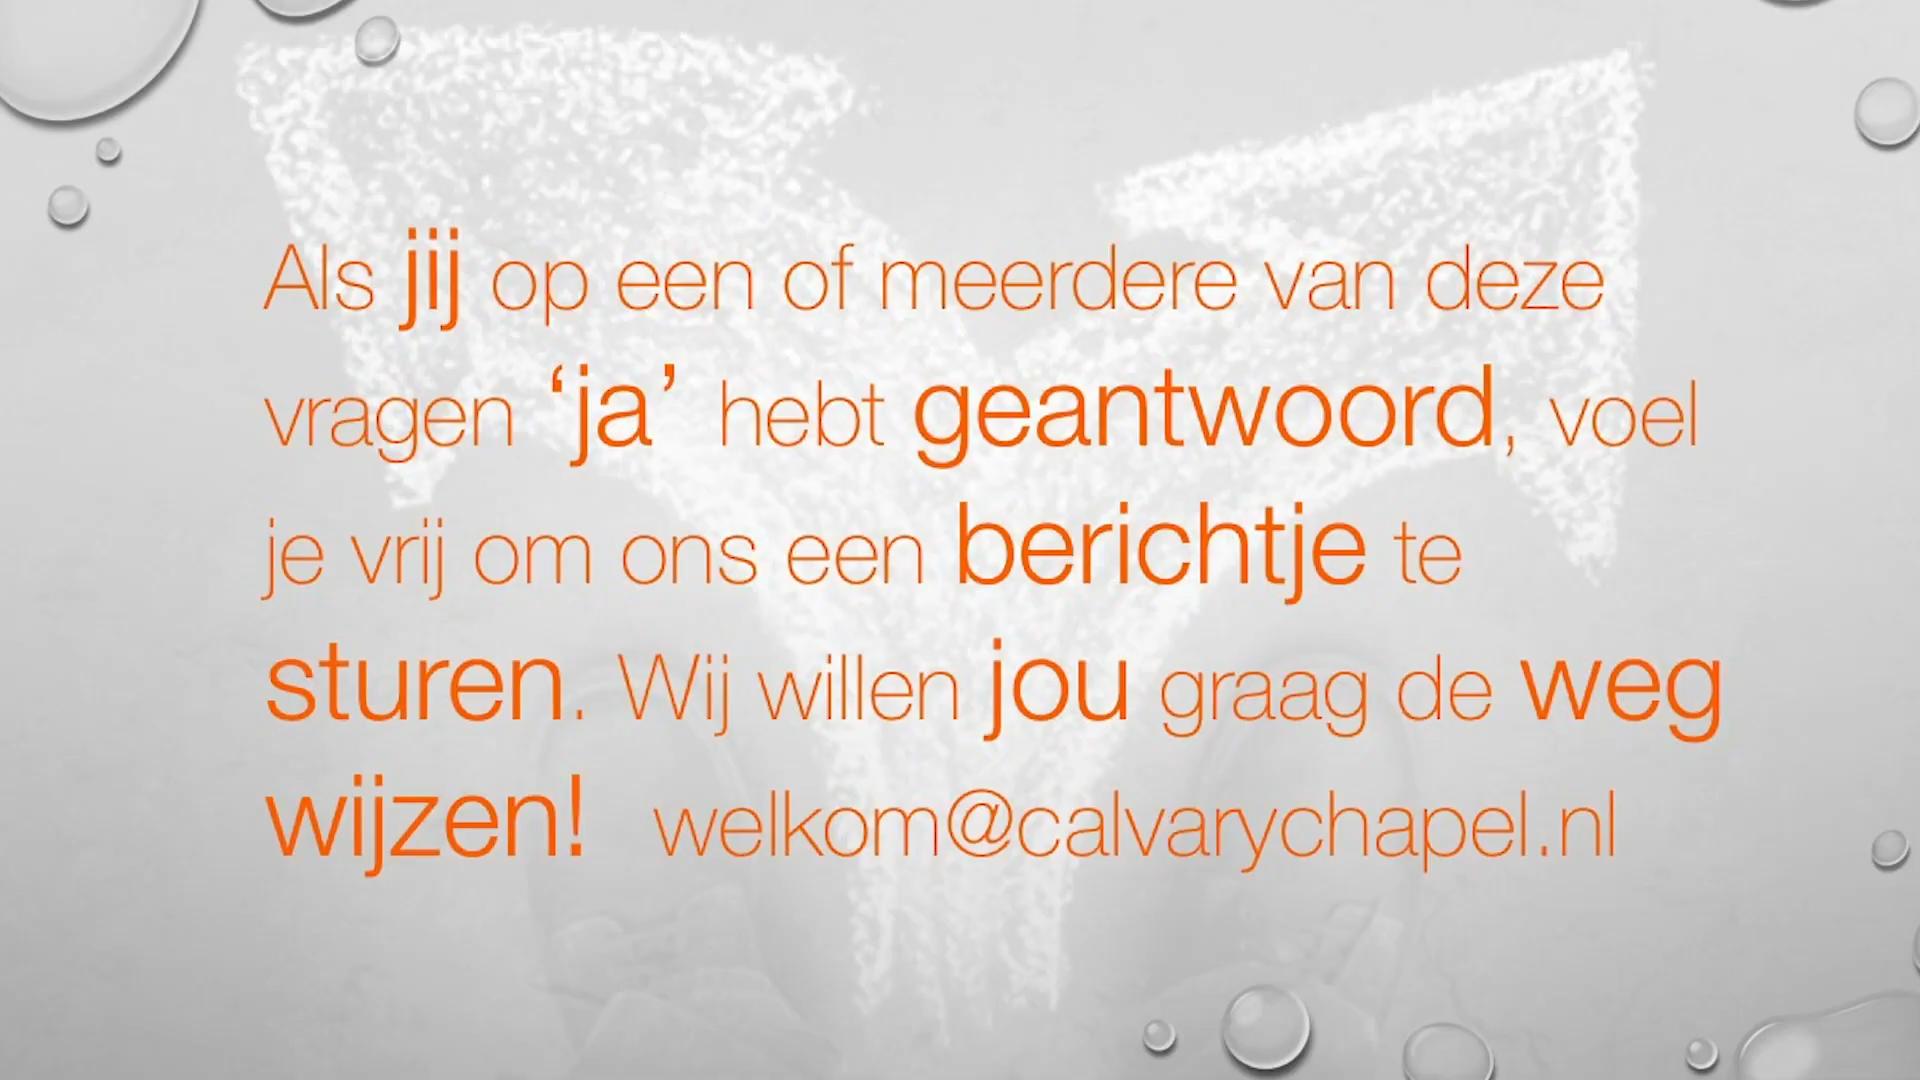 Als jij op een of meerdere van deze
vragen ‘ja’ hebt geantwoord, voel
je vrij om ons een berichtje te
sturen. Wij willen jou graag de weg
wijzen! welkom@calvarychapel.nl